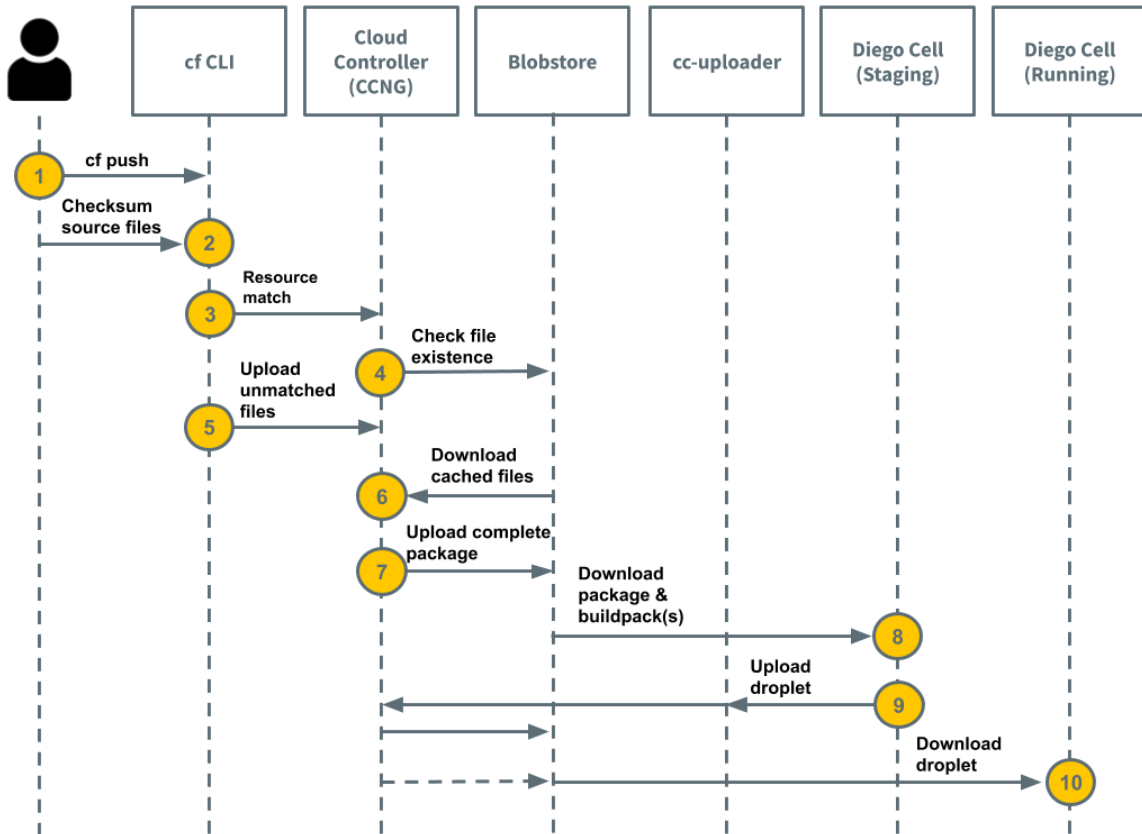 cf CLI
Cloud
Controller
(CCNG)
Blobstore
cc-uploader
Diego Cell
(Staging)
Diego Cell
(Running)
1
cf push
Checksum
source files
2
Resource
match
3
Check file
existence
4
Upload
unmatched
files
5
Download
cached files
6
Upload complete
package
7
Download
package &
buildpack(s)
8
Upload
droplet
9
Download
droplet
10